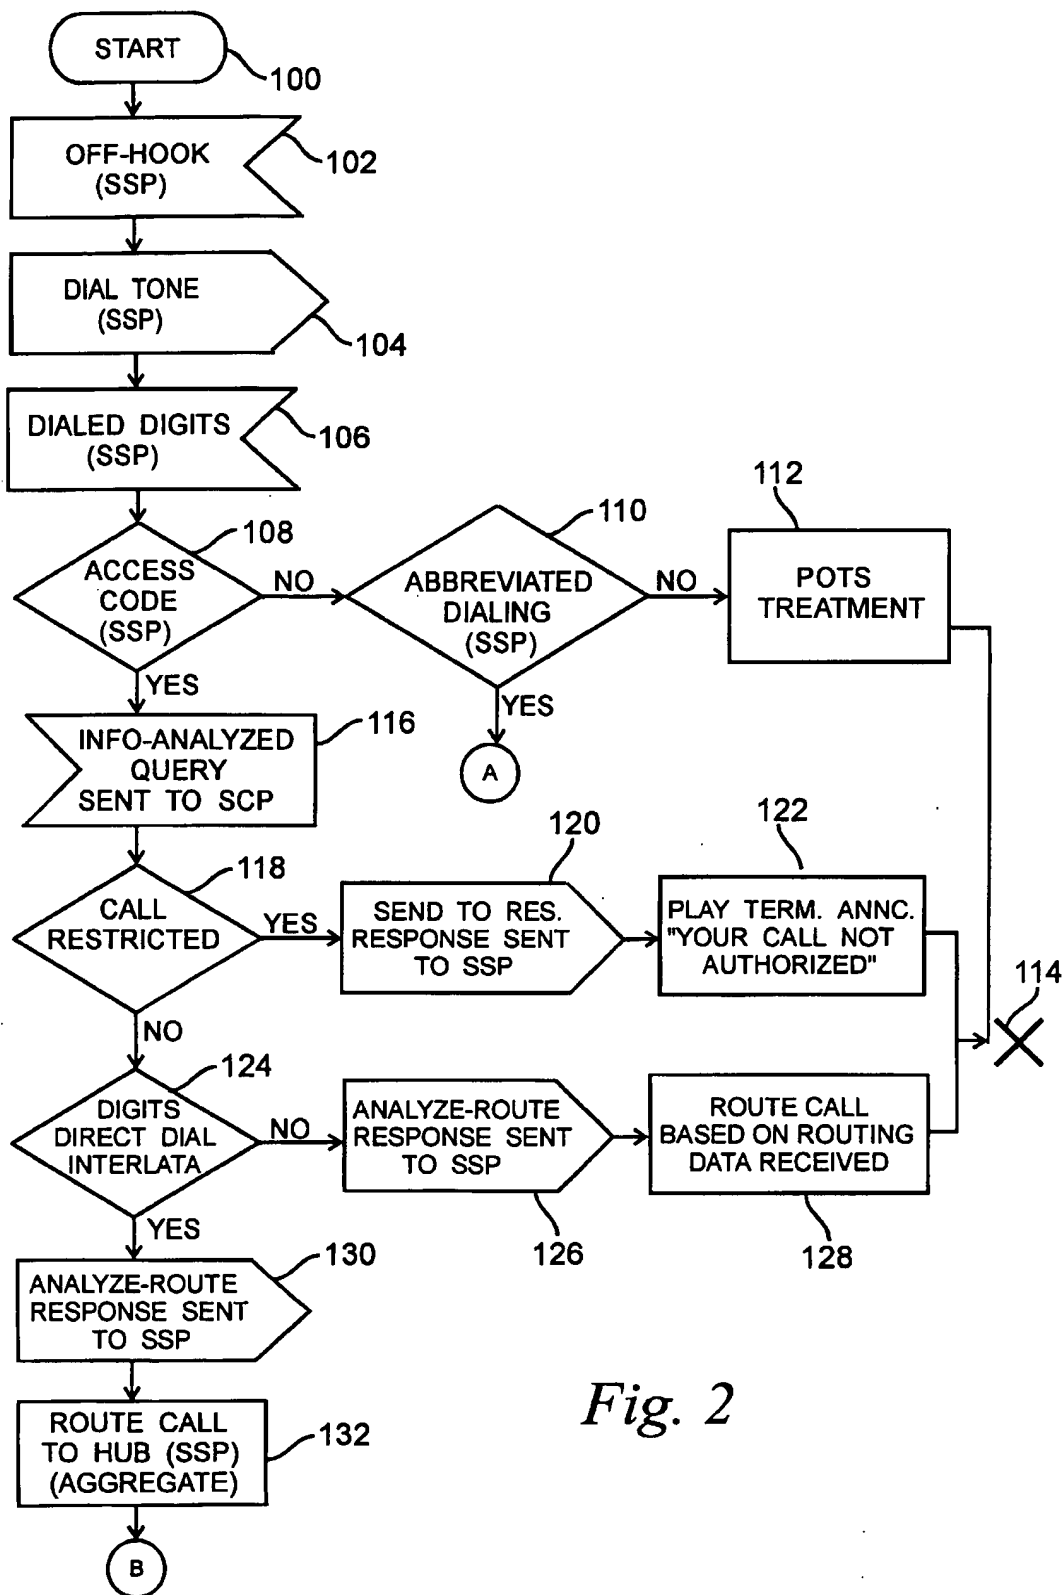 START
100
OFF-HOOK
(SSP)
102
DIAL TONE
(SSP)
104
DIALED DIGITS
(SSP)
106
ACCESS
CODE
(SSP)
108
NO
ABBREVIATED
DIALING
(SSP)
110
NO
POTS
TREATMENT
112
YES
YES
A
INFO-ANALYZED
QUERY
SENT TO SCP
116
CALL
RESTRICTED
118
YES
SEND TO RES.
RESPONSE SENT
TO SSP
120
PLAY TERM. ANNC.
"YOUR CALL NOT
AUTHORIZED"
122
114
NO
DIGITS
DIRECT DIAL
INTERLATA
124
NO
ANALYZE-ROUTE
RESPONSE SENT
TO SSP
126
ROUTE CALL
BASED ON ROUTING
DATA RECEIVED
128
YES
ANALYZE-ROUTE
RESPONSE SENT
TO SSP
130
ROUTE CALL
TO HUB (SSP)
(AGGREGATE)
132
B
Fig. 2